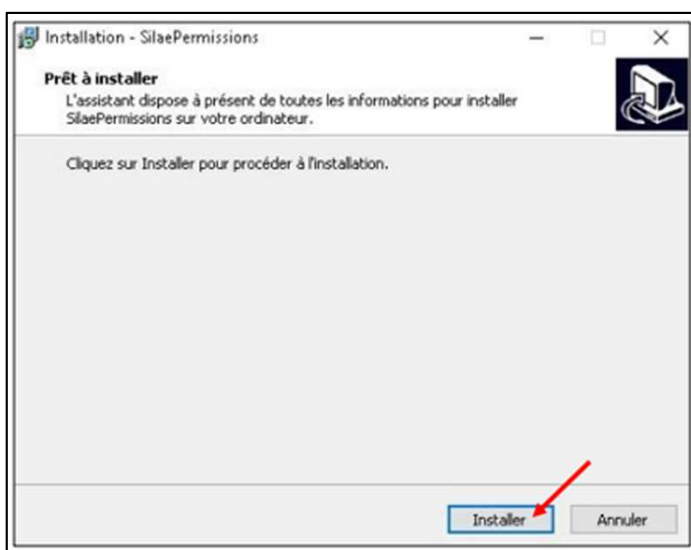 Installation - SilaePermissions
Prêt à installer
L'assistant dispose à présent de toutes les informations pour installer
SilaePermissions sur votre ordinateur.
Cliquez sur Installer pour procéder à l'installation.
Installer
Annuler